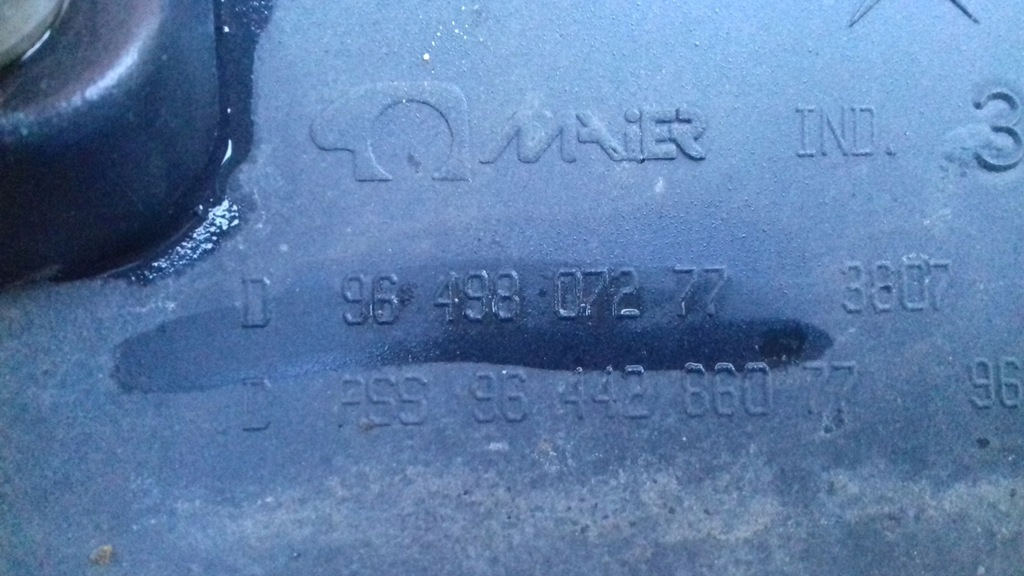 MAIER IND. 3
D 96 498 072 77 3807
D PSS 96 442 860 77 96